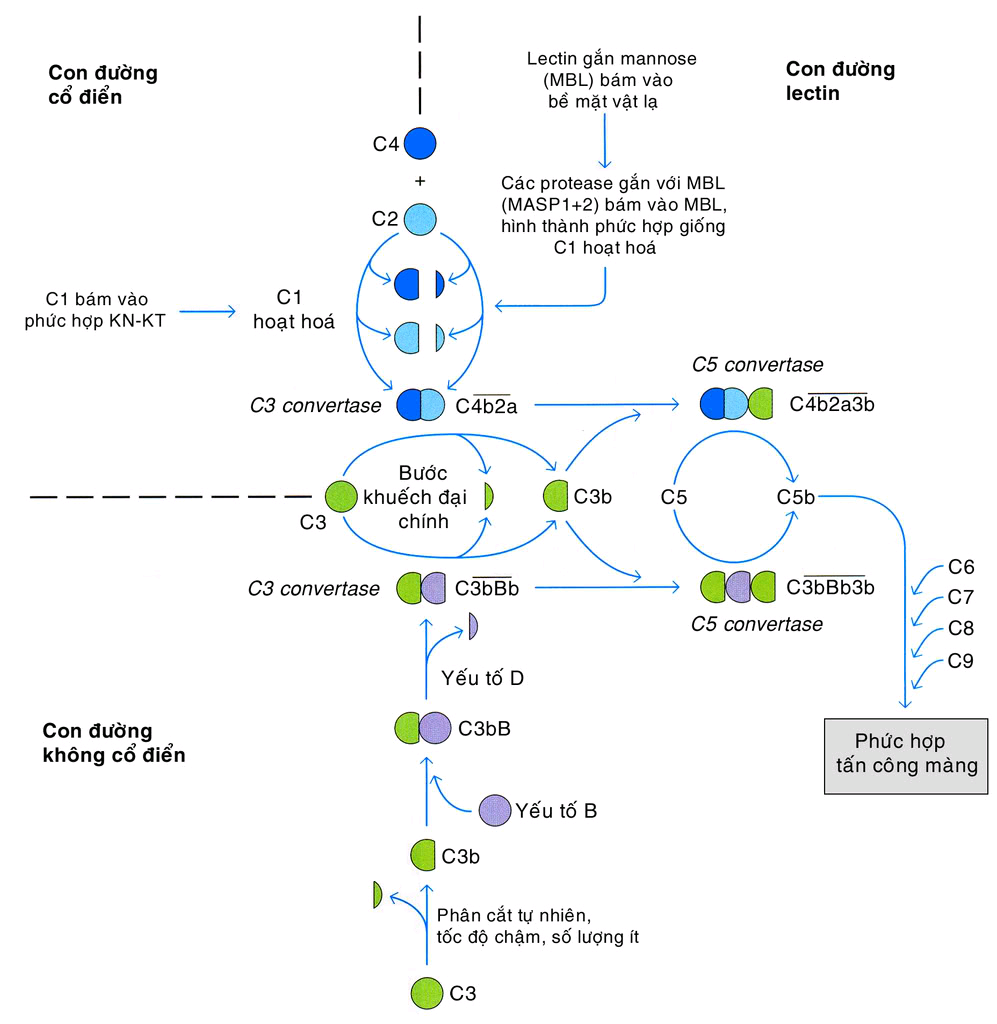 Con đường
cổ điển
Lectin gắn mannose
(MBL) bám vào
bề mặt vật lạ
Con đường
lectin
C4
+
C2
Các protease gắn với MBL
(MASP1+2) bám vào MBL,
hình thành phức hợp giống
C1 hoạt hoá
C1 bám vào
phức hợp KN-KT
C1
hoạt hoá
C3 convertase
C4b2a
C5 convertase
C4b2a3b
C3
Bước
khuếch đại
chính
C3b
C5
C5b
C3 convertase
C3bBb
C3bBb3b
C5 convertase
C6
C7
C8
C9
Yếu tố D
Con đường
không cổ điển
C3bB
Phức hợp
tấn công màng
Yếu tố B
C3b
Phân cắt tự nhiên,
tốc độ chậm, số lượng ít
C3